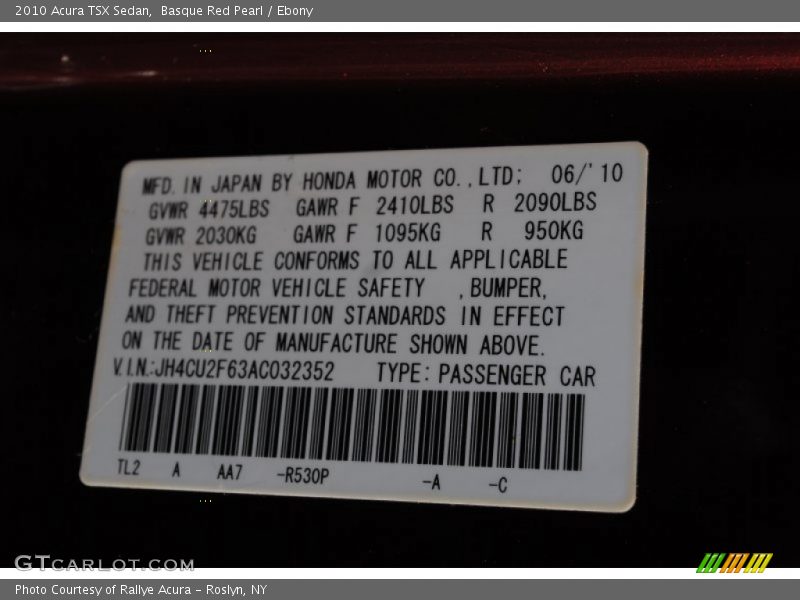 2010 Acura TSX Sedan, Basque Red Pearl / Ebony
MFD. IN JAPAN BY HONDA MOTOR CO., LTD; 06/'10
GVWR 4475LBS GAWR F 2410LBS R 2090LBS
GVWR 2030KG GAWR F 1095KG R 950KG
THIS VEHICLE CONFORMS TO ALL APPLICABLE
FEDERAL MOTOR VEHICLE SAFETY , BUMPER,
AND THEFT PREVENTION STANDARDS IN EFFECT
ON THE DATE OF MANUFACTURE SHOWN ABOVE.
V.I.N.:JH4CU2F63AC032352 TYPE: PASSENGER CAR
TL2 A AA7 -R530P -A -C
GTCARLOT.COM
Photo Courtesy of Rallye Acura - Roslyn, NY